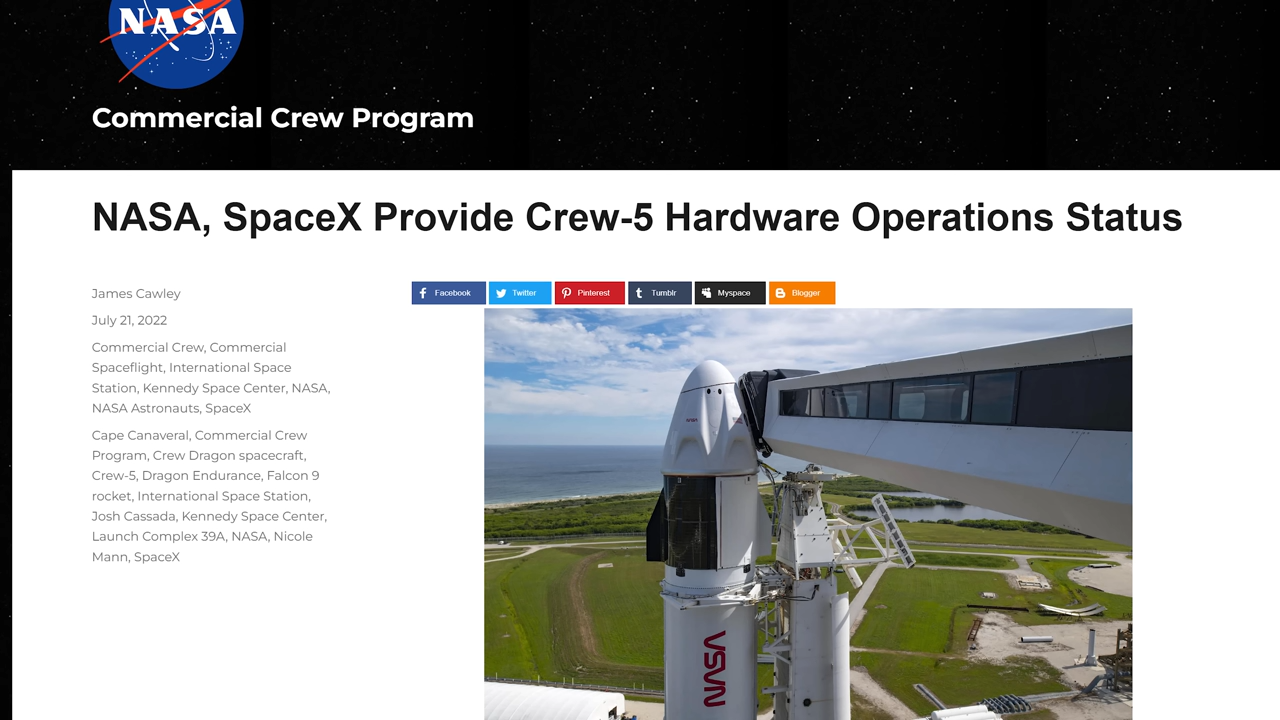 NASA
Commercial Crew Program
NASA, SpaceX Provide Crew-5 Hardware Operations Status
James Cawley
July 21, 2022
Commercial Crew, Commercial
Spaceflight, International Space
Station, Kennedy Space Center, NASA,
NASA Astronauts, SpaceX
Cape Canaveral, Commercial Crew
Program, Crew Dragon spacecraft,
Crew-5, Dragon Endurance, Falcon 9
rocket, International Space Station,
Josh Cassada, Kennedy Space Center,
Launch Complex 39A, NASA, Nicole
Mann, SpaceX
Facebook Twitter Pinterest Tumblr Myspace Blogger
NASA
NASA